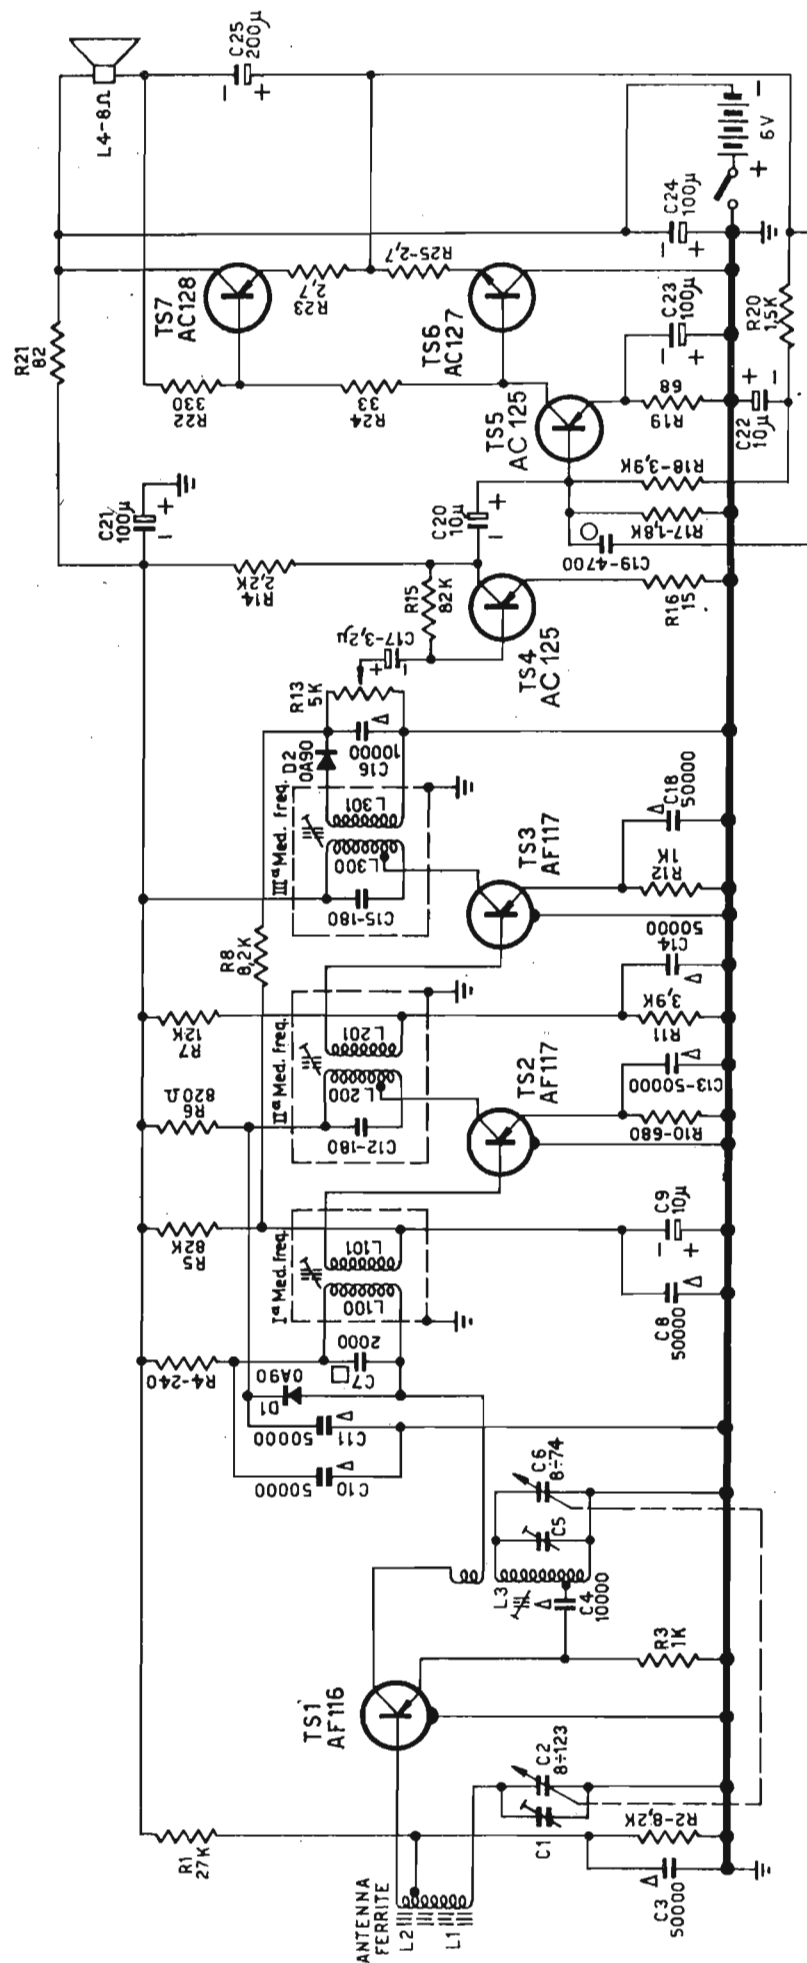 ANTENNA
FERRITE
L2
L1
R1
27K
C3
50000
R2-8,2K
C1
C2
8÷123
TS1
AF116
R3
1K
C4
10000
L3
C5
C6
8÷74
C10
50000
C11
50000
D1
0A90
R4-240
C7
2000
Iª Med. Freq.
L100
L101
R5
82K
C8
50000
C9
10µ
-
+
R6
820Ω
R7
12K
IIª Med. Freq.
C12-180
L200
L201
TS2
AF117
R10-680
C13-50000
R11
3,9K
C14
50000
R8
8,2K
IIIª Med. Freq.
C15-180
L300
L301
TS3
AF117
R12
1K
C18
50000
D2
0A90
C16
10000
R13
5K
C17-3,2µ
+
-
R14
2,2K
R15
82K
TS4
AC125
R16
15
C21
100µ
-
+
C20
10µ
-
+
C19-4700
R17-1,8K
R18-3,9K
TS5
AC125
R19
68
C22
10µ
+
-
C23
100µ
-
+
R20
1,5K
R21
82
R22
330
R24
33
TS7
AC128
R23
2,7
R25-2,7
TS6
AC127
C24
100µ
-
+
6V
+
-
L4-8Ω
C25
200µ
-
+